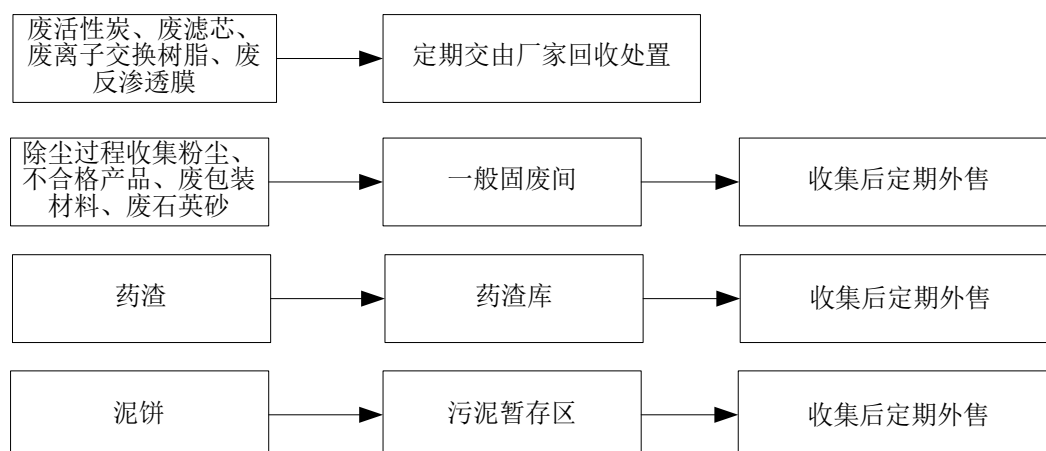 废活性炭、废滤芯、
废离子交换树脂、废
反渗透膜
定期交由厂家回收处置
除尘过程收集粉尘、
不合格产品、废包装
材料、废石英砂
一般固废间
收集后定期外售
药渣
药渣库
收集后定期外售
泥饼
污泥暂存区
收集后定期外售